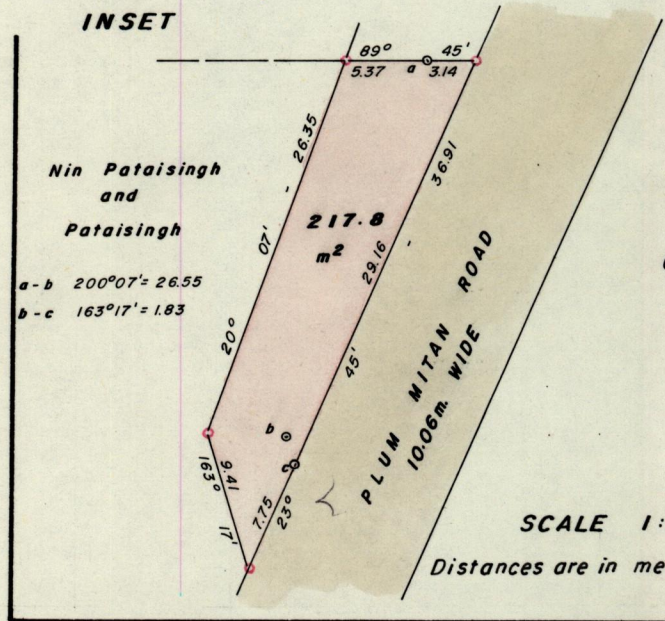 INSET
89° 45'
5.37 a 3.14
26.35
-
07'
20°
36.91
-
29.16
45'
Nin Pataisingh
and
Pataisingh
217.8
m²
a-b 200°07'= 26.55
b-c 163°17'= 1.83
b
c
9.41
163° 17'
7.75
23°
PLUM MITAN ROAD
10.06m. WIDE
SCALE 1:
Distances are in me